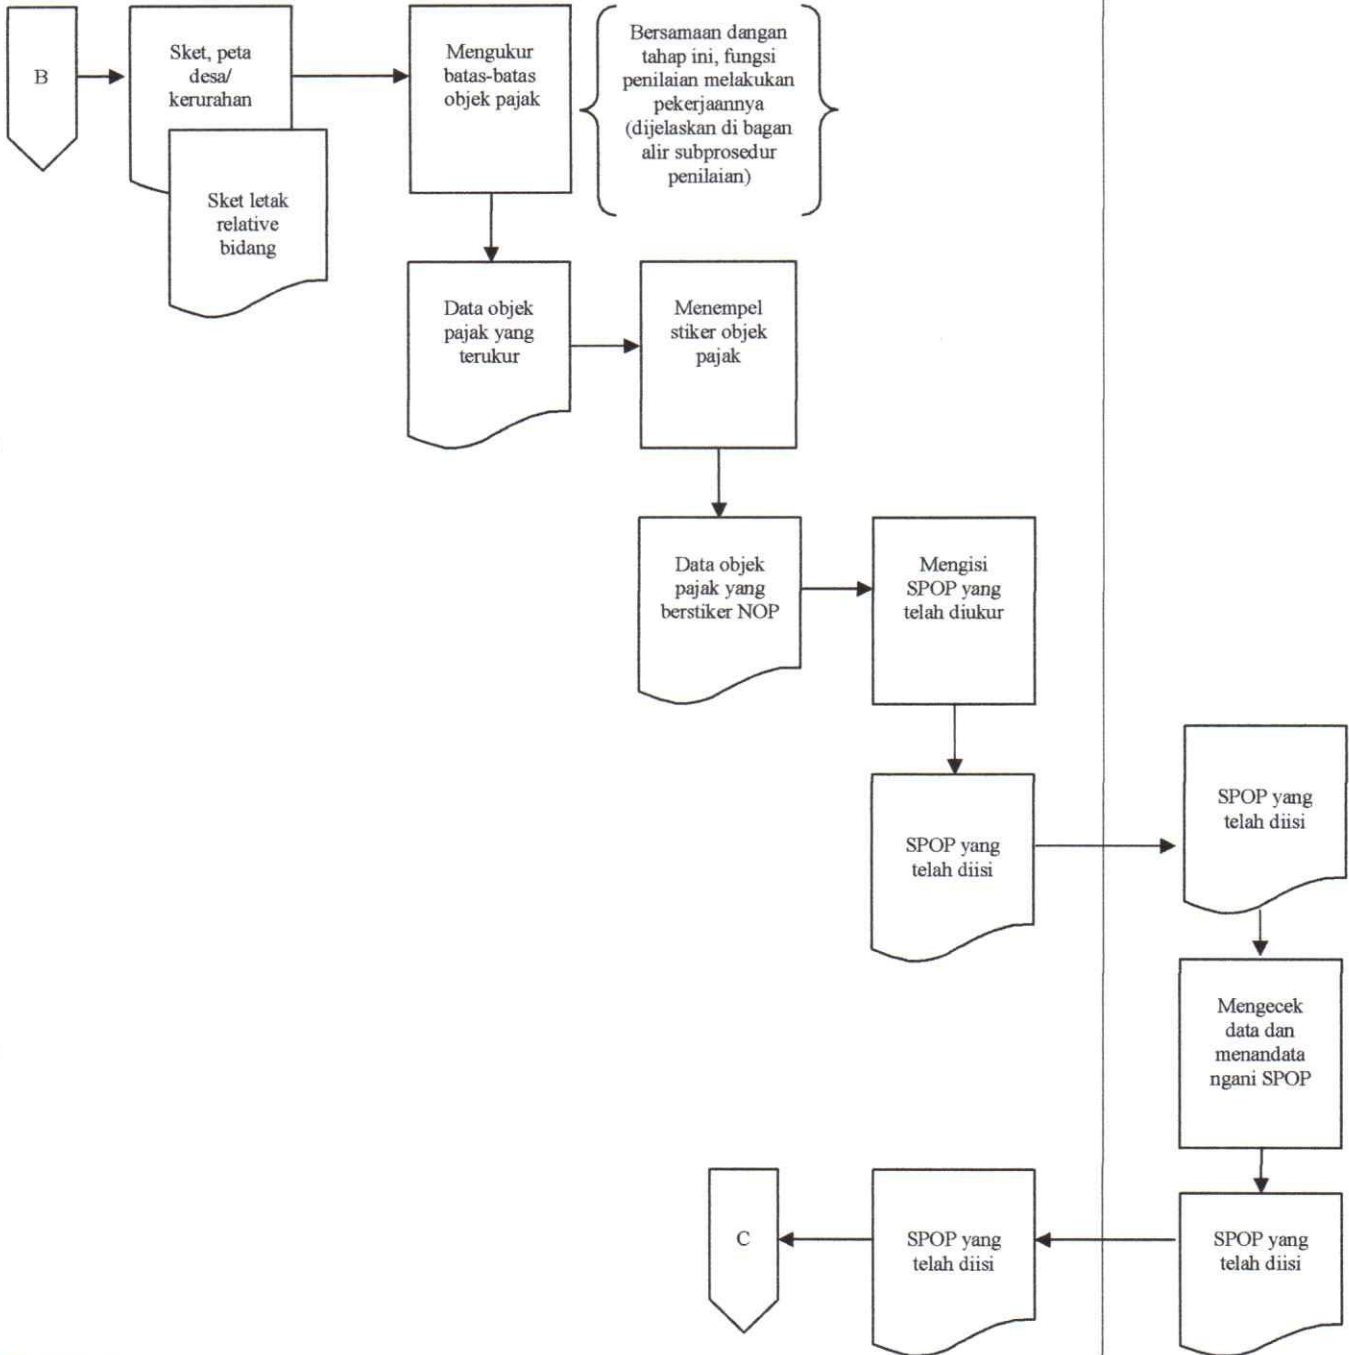 B
Sket, peta
desa/
kerurahan
Sket letak
relative
bidang
Mengukur
batas-batas
objek pajak
Bersamaan dangan
tahap ini, fungsi
penilaian melakukan
pekerjaannya
(dijelaskan di bagan
alir subprosedur
penilaian)
Data objek
pajak yang
terukur
Menempel
stiker objek
pajak
Data objek
pajak yang
berstiker NOP
Mengisi
SPOP yang
telah diukur
SPOP yang
telah diisi
SPOP yang
telah diisi
Mengecek
data dan
menandata
ngani SPOP
SPOP yang
telah diisi
SPOP yang
telah diisi
C